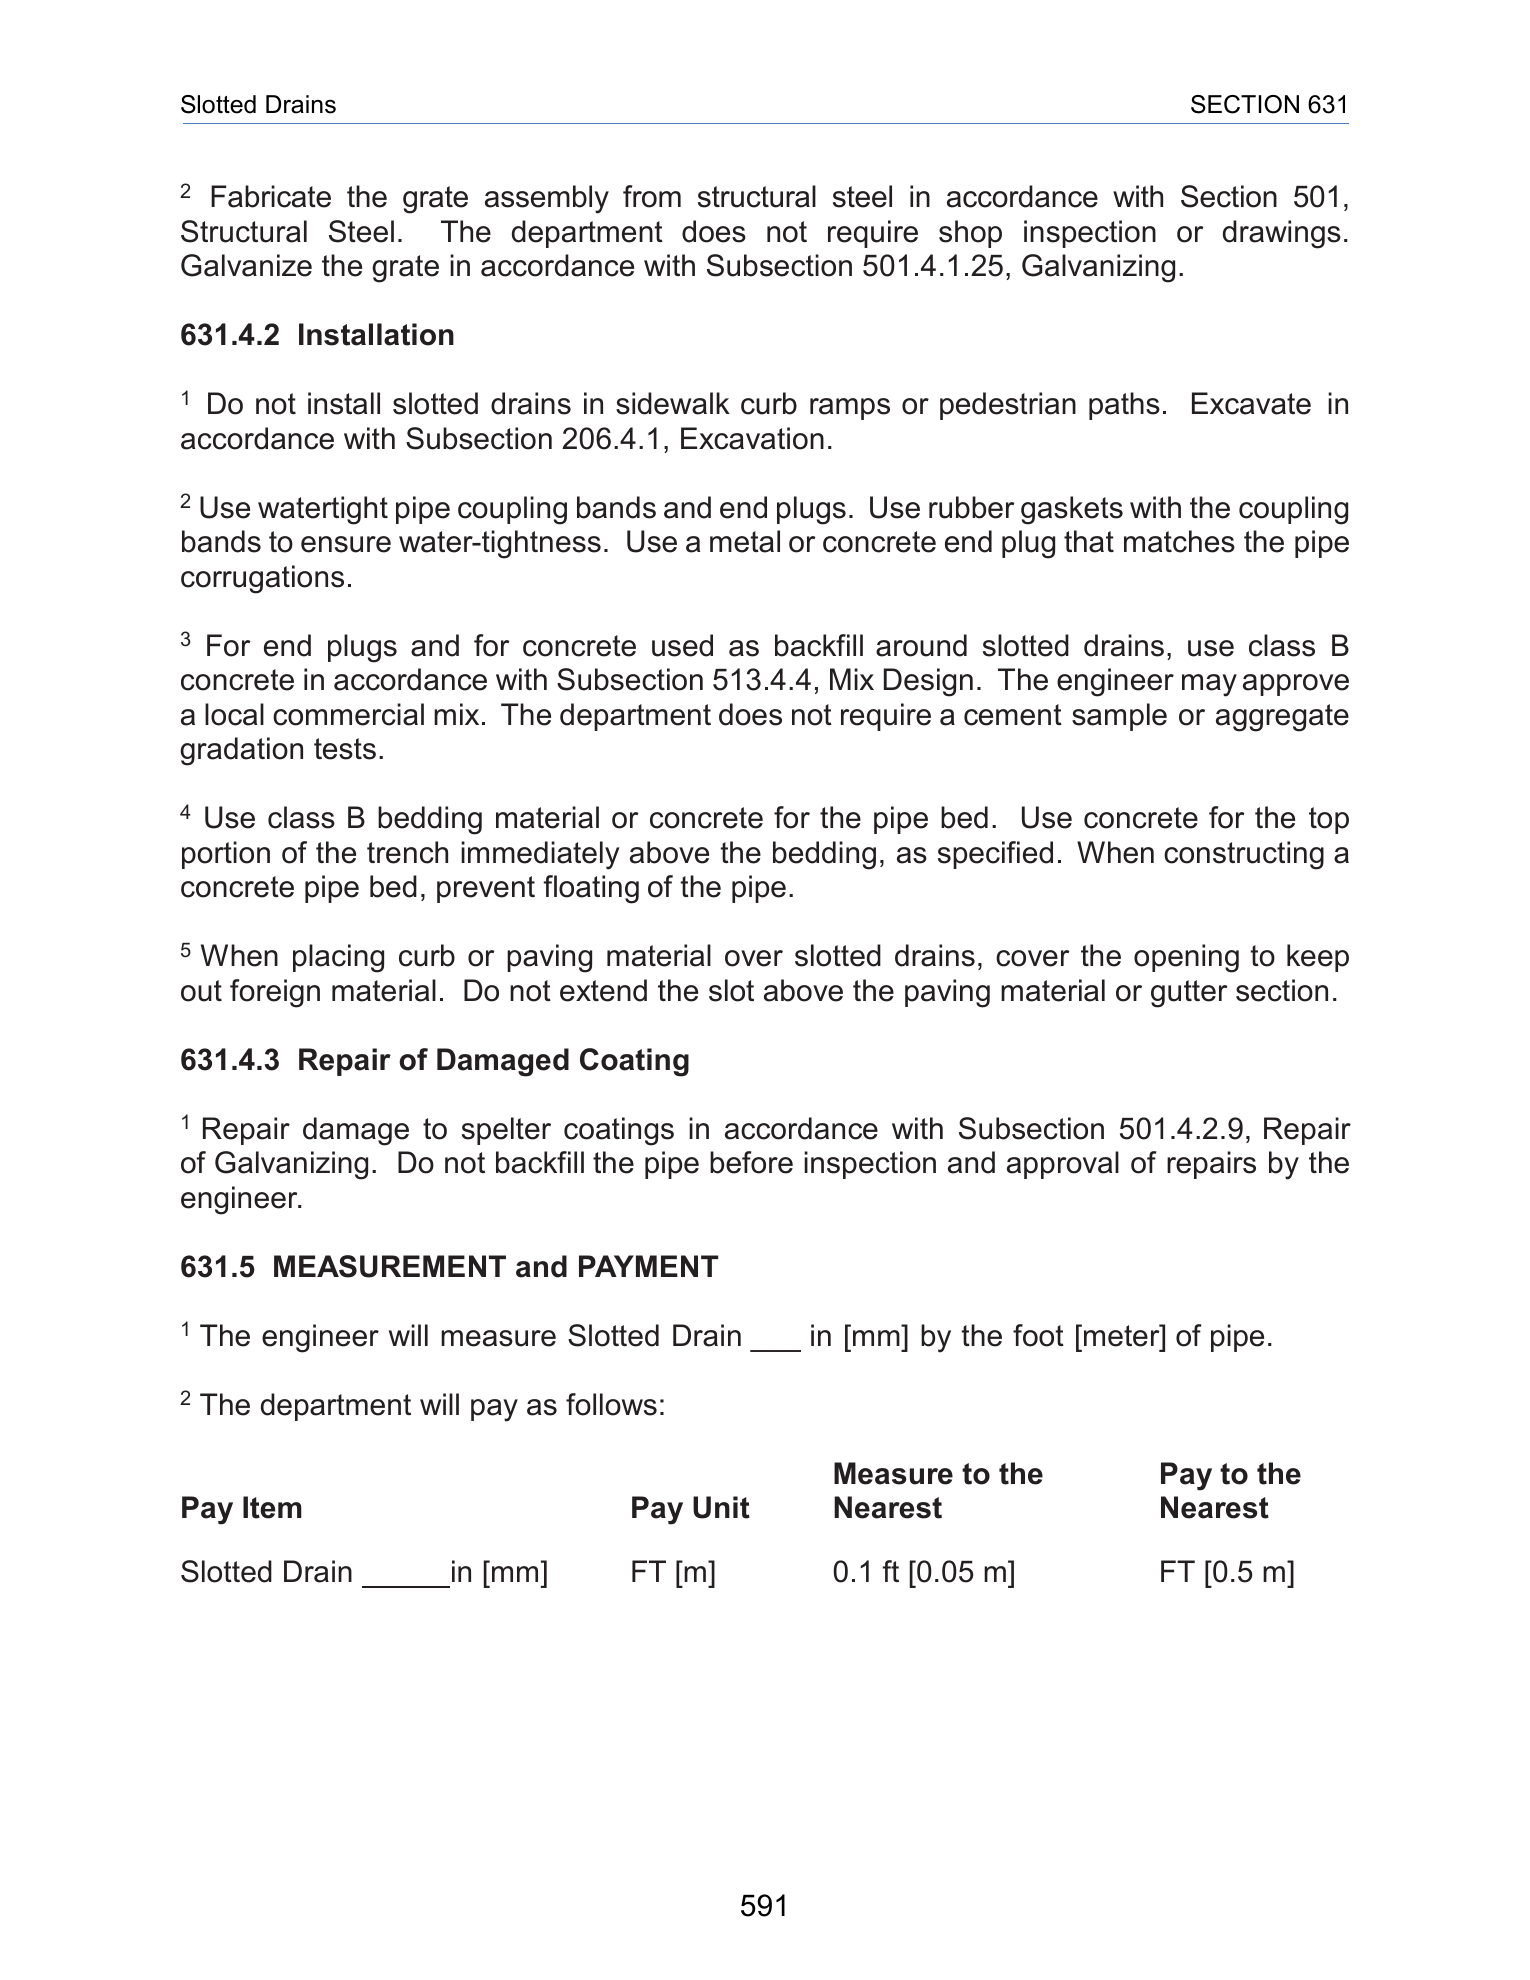 Slotted Drains SECTION 631
2 Fabricate the grate assembly from structural steel in accordance with Section 501,
Structural Steel. The department does not require shop inspection or drawings.
Galvanize the grate in accordance with Subsection 501.4.1.25, Galvanizing.
631.4.2 Installation
1 Do not install slotted drains in sidewalk curb ramps or pedestrian paths. Excavate in
accordance with Subsection 206.4.1, Excavation.
2 Use watertight pipe coupling bands and end plugs. Use rubber gaskets with the coupling
bands to ensure water-tightness. Use a metal or concrete end plug that matches the pipe
corrugations.
3 For end plugs and for concrete used as backfill around slotted drains, use class B
concrete in accordance with Subsection 513.4.4, Mix Design. The engineer may approve
a local commercial mix. The department does not require a cement sample or aggregate
gradation tests.
4 Use class B bedding material or concrete for the pipe bed. Use concrete for the top
portion of the trench immediately above the bedding, as specified. When constructing a
concrete pipe bed, prevent floating of the pipe.
5 When placing curb or paving material over slotted drains, cover the opening to keep
out foreign material. Do not extend the slot above the paving material or gutter section.
631.4.3 Repair of Damaged Coating
1 Repair damage to spelter coatings in accordance with Subsection 501.4.2.9, Repair
of Galvanizing. Do not backfill the pipe before inspection and approval of repairs by the
engineer.
631.5 MEASUREMENT and PAYMENT
1 The engineer will measure Slotted Drain ___ in [mm] by the foot [meter] of pipe.
2 The department will pay as follows:
Measure to the Pay to the
Pay Item Pay Unit Nearest Nearest
Slotted Drain _____in [mm] FT [m] 0.1 ft [0.05 m] FT [0.5 m]
591